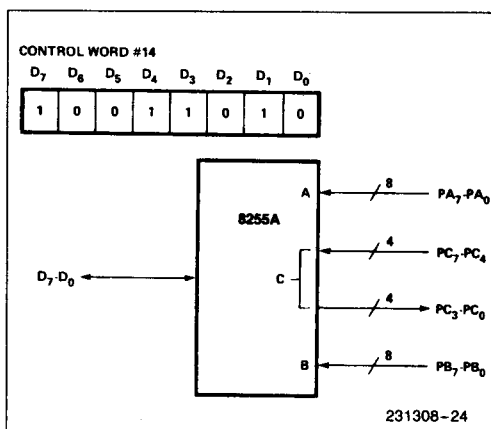 CONTROL WORD #14
D7 D6 D5 D4 D3 D2 D1 D0
1 0 0 1 1 0 1 0
A
8
PA7-PA0
8255A
4
PC7-PC4
D7-D0
C
4
PC3-PC0
B
8
PB7-PB0
231308-24